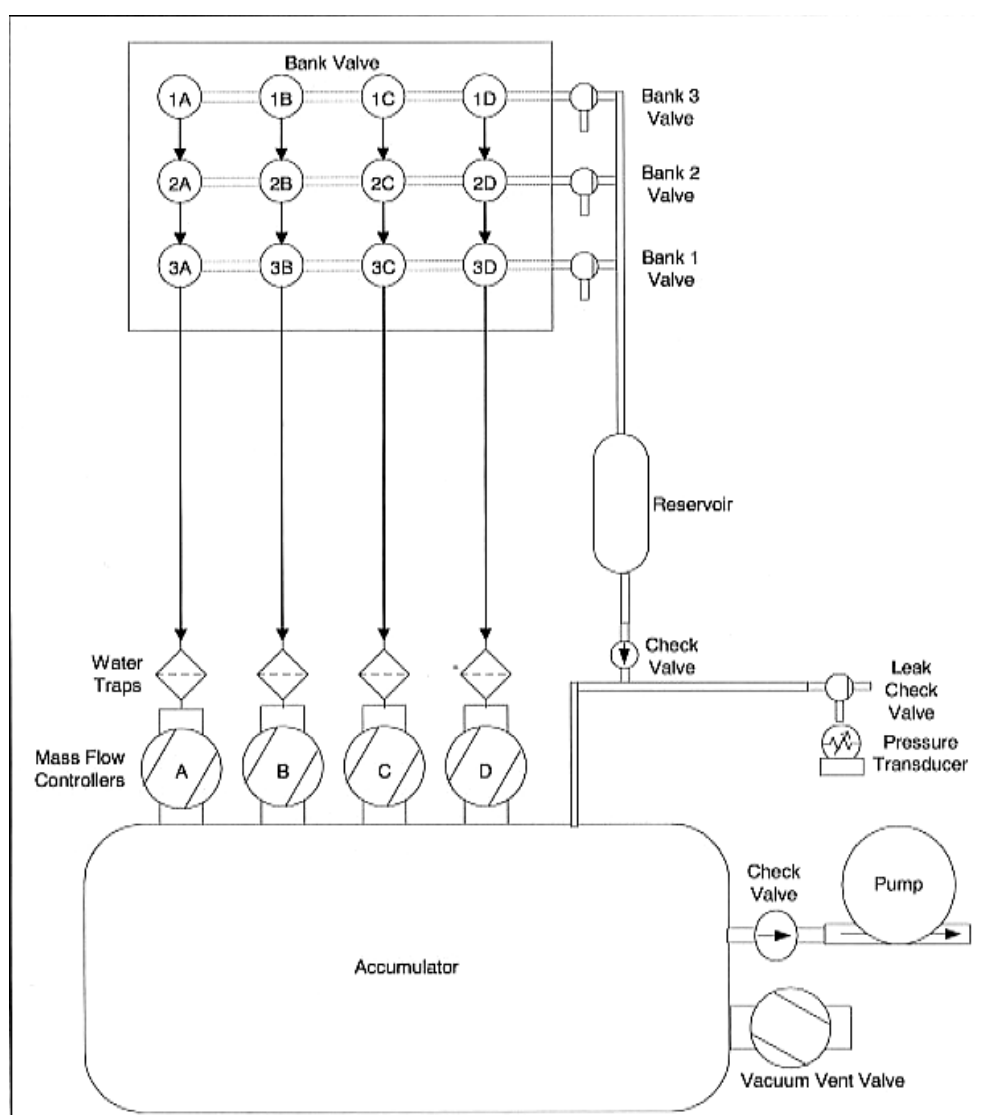 Bank Valve
1A
1B
1C
1D
Bank 3
Valve
2A
2B
2C
2D
Bank 2
Valve
3A
3B
3C
3D
Bank 1
Valve
Reservoir
Check
Valve
Water
Traps
Leak
Check
Valve
Pressure
Transducer
Mass Flow
Controllers
A
B
C
D
Check
Valve
Pump
Accumulator
Vacuum Vent Valve